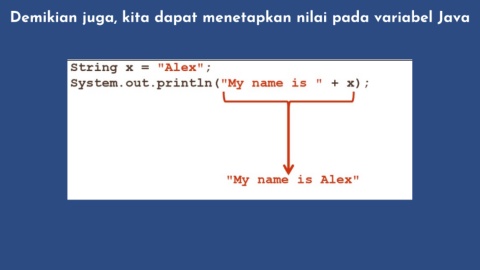 Demikian juga, kita dapat menetapkan nilai pada variabel Java
String x = "Alex";
System.out.println("My name is " + x);
"My name is Alex"